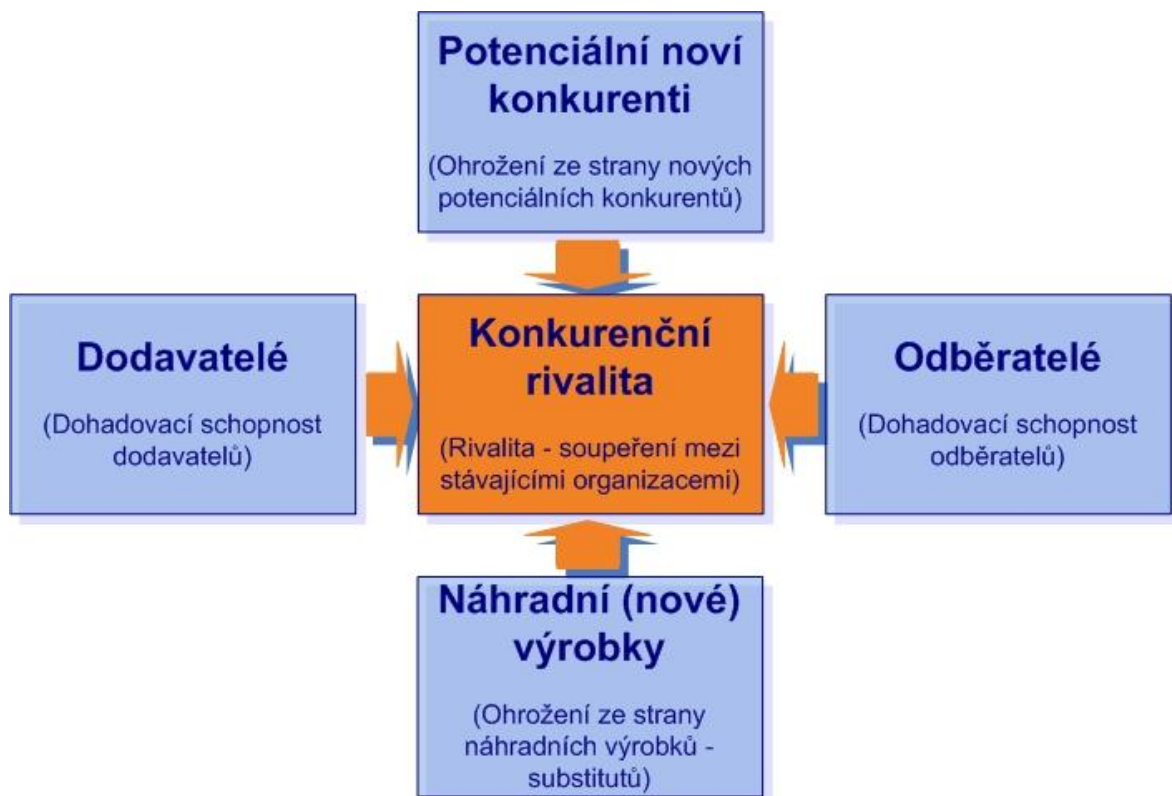 Potenciální noví
konkurenti
(Ohrožení ze strany nových
potenciálních konkurentů)
Dodavatelé
(Dohadovací schopnost
dodavatelů)
Konkurenční
rivalita
(Rivalita - soupeření mezi
stávajícími organizacemi)
Odběratelé
(Dohadovací schopnost
odběratelů)
Náhradní (nové)
výrobky
(Ohrožení ze strany
náhradních výrobků -
substitutů)